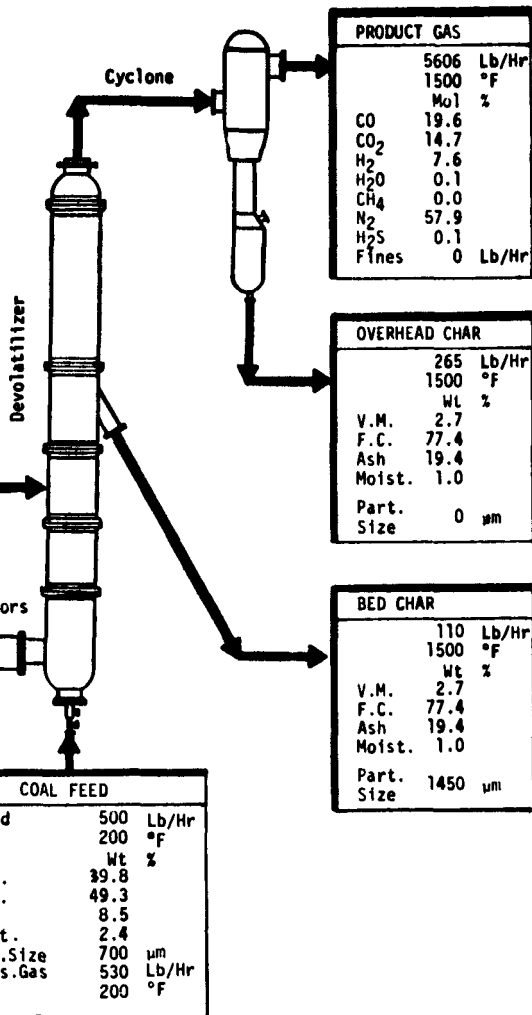 Cyclone
Devolatilizer
PRODUCT GAS
5606 Lb/Hr
1500 °F
Mol %
CO 19.6
CO2 14.7
H2 7.6
H2O 0.1
CH4 0.0
N2 57.9
H2S 0.1
Fines 0 Lb/Hr
OVERHEAD CHAR
265 Lb/Hr
1500 °F
Wt %
V.M. 2.7
F.C. 77.4
Ash 19.4
Moist. 1.0
Part.
Size 0 µm
BED CHAR
110 Lb/Hr
1500 °F
Wt %
V.M. 2.7
F.C. 77.4
Ash 19.4
Moist. 1.0
Part.
Size 1450 µm
ors
COAL FEED
d 500 Lb/Hr
200 °F
Wt %
. 39.8
. 49.3
8.5
t. 2.4
.Size 700 µm
s.Gas 530 Lb/Hr
200 °F